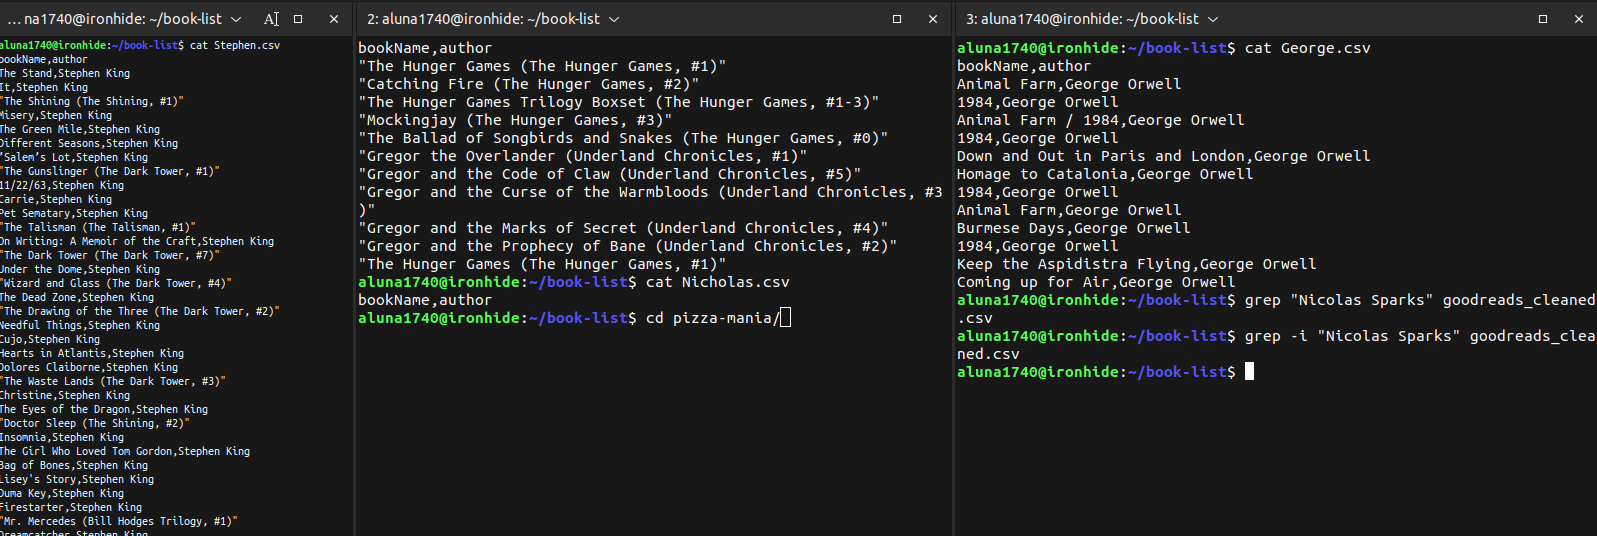 ...na1740@ironhide: ~/book-list
aluna1740@ironhide:~/book-list$ cat Stephen.csv
bookName,author
The Stand,Stephen King
It,Stephen King
"The Shining (The Shining, #1)"
Misery,Stephen King
The Green Mile,Stephen King
Different Seasons,Stephen King
’Salem’s Lot,Stephen King
"The Gunslinger (The Dark Tower, #1)"
11/22/63,Stephen King
Carrie,Stephen King
Pet Sematary,Stephen King
"The Talisman (The Talisman, #1)"
On Writing: A Memoir of the Craft,Stephen King
"The Dark Tower (The Dark Tower, #7)"
Under the Dome,Stephen King
"Wizard and Glass (The Dark Tower, #4)"
The Dead Zone,Stephen King
"The Drawing of the Three (The Dark Tower, #2)"
Needful Things,Stephen King
Cujo,Stephen King
Hearts in Atlantis,Stephen King
Dolores Claiborne,Stephen King
"The Waste Lands (The Dark Tower, #3)"
Christine,Stephen King
The Eyes of the Dragon,Stephen King
"Doctor Sleep (The Shining, #2)"
Insomnia,Stephen King
The Girl Who Loved Tom Gordon,Stephen King
Bag of Bones,Stephen King
Lisey's Story,Stephen King
Duma Key,Stephen King
Firestarter,Stephen King
"Mr. Mercedes (Bill Hodges Trilogy, #1)"
Dreamcatcher,Stephen King
2: aluna1740@ironhide: ~/book-list
bookName,author
"The Hunger Games (The Hunger Games, #1)"
"Catching Fire (The Hunger Games, #2)"
"The Hunger Games Trilogy Boxset (The Hunger Games, #1-3)"
"Mockingjay (The Hunger Games, #3)"
"The Ballad of Songbirds and Snakes (The Hunger Games, #0)"
"Gregor the Overlander (Underland Chronicles, #1)"
"Gregor and the Code of Claw (Underland Chronicles, #5)"
"Gregor and the Curse of the Warmbloods (Underland Chronicles, #3
)"
"Gregor and the Marks of Secret (Underland Chronicles, #4)"
"Gregor and the Prophecy of Bane (Underland Chronicles, #2)"
"The Hunger Games (The Hunger Games, #1)"
aluna1740@ironhide:~/book-list$ cat Nicholas.csv
bookName,author
aluna1740@ironhide:~/book-list$ cd pizza-mania/
3: aluna1740@ironhide: ~/book-list
aluna1740@ironhide:~/book-list$ cat George.csv
bookName,author
Animal Farm,George Orwell
1984,George Orwell
Animal Farm / 1984,George Orwell
1984,George Orwell
Down and Out in Paris and London,George Orwell
Homage to Catalonia,George Orwell
1984,George Orwell
Animal Farm,George Orwell
Burmese Days,George Orwell
1984,George Orwell
Keep the Aspidistra Flying,George Orwell
Coming up for Air,George Orwell
aluna1740@ironhide:~/book-list$ grep "Nicolas Sparks" goodreads_cleaned
.csv
aluna1740@ironhide:~/book-list$ grep -i "Nicolas Sparks" goodreads_clea
ned.csv
aluna1740@ironhide:~/book-list$